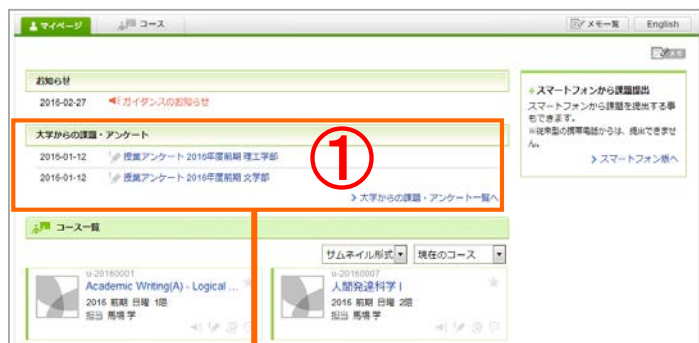 マイページ
コース
メモ一覧
English
お知らせ
2016-02-27 ガイダンスのお知らせ
大学からの課題・アンケート
2016-01-12 授業アンケート 2016年度前期 理工学部
2016-01-12 授業アンケート 2016年度前期 文学部
①
大学からの課題・アンケート一覧へ
スマートフォンから課題提出
スマートフォンから課題を提出する事
もできます。
※従来型の携帯電話からは、提出できませ
ん。
スマートフォン版へ
コース一覧
サムネイル形式
現在のコース
u-20160001
Academic Writing(A) - Logical ...
2016 前期 日曜 1限
担当 馬場 学
u-20160007
人間発達科学 I
2016 前期 日曜 2限
担当 馬場 学